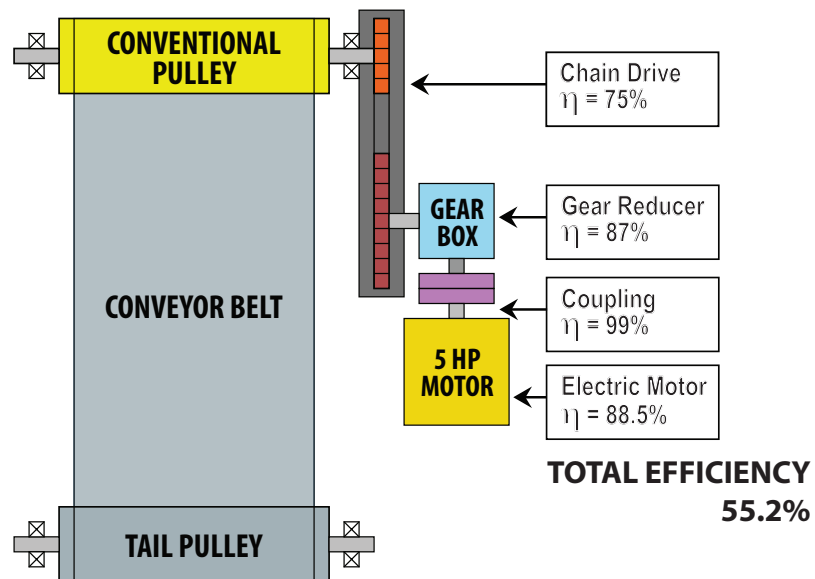 CONVENTIONAL
PULLEY
Chain Drive
η = 75%
GEAR
BOX
Gear Reducer
η = 87%
CONVEYOR BELT
Coupling
η = 99%
5 HP
MOTOR
Electric Motor
η = 88.5%
TOTAL EFFICIENCY
55.2%
TAIL PULLEY